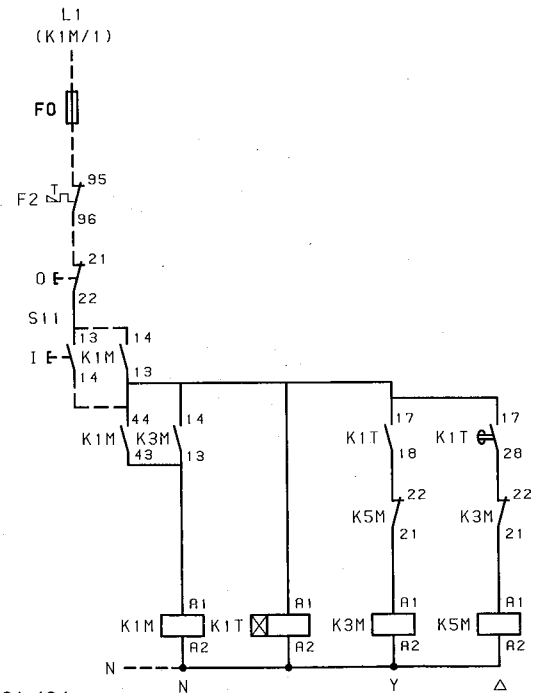 L1
(K1M/1)
F0
T 95
F2
96
21
O
22
S11
13 14
I K1M
14 13
44 14 17 17
K1M K3M K1T K1T
43 13 18 28
22 22
K5M K3M
21 21
A1 A1 A1 A1
K1M K1T K3M K5M
A2 A2 A2 A2
N
N Y △